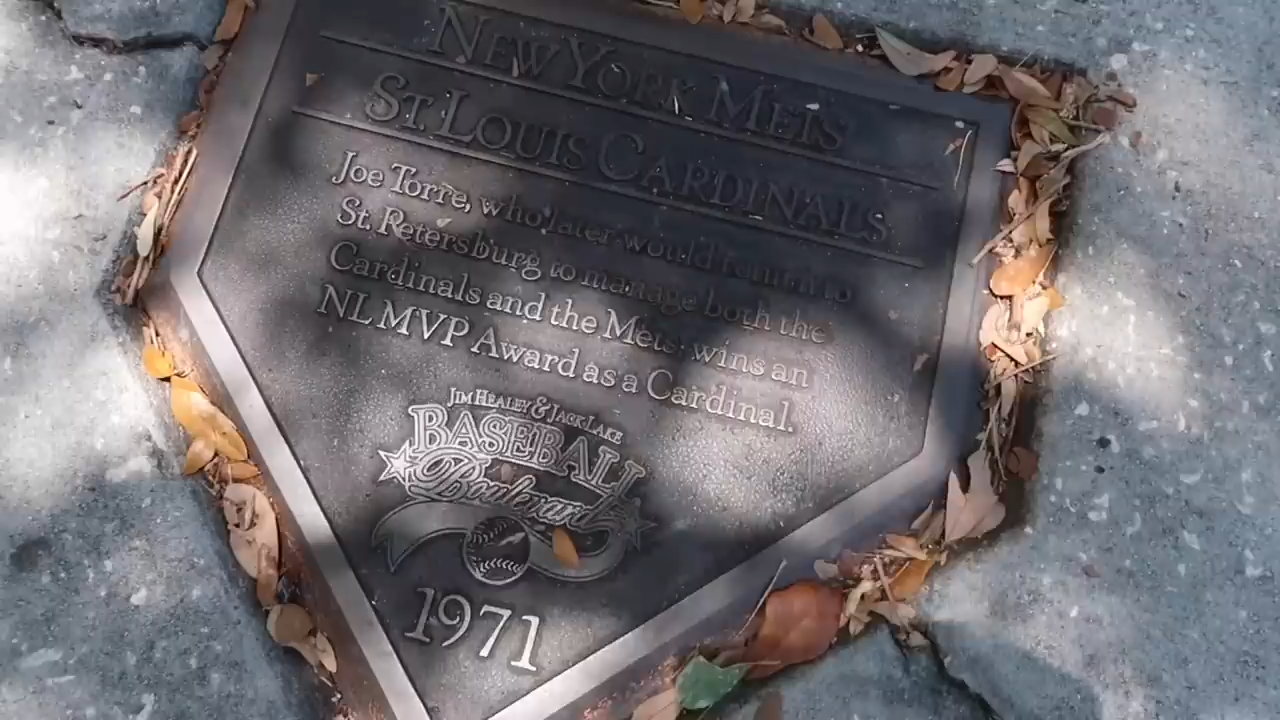 New York Mets
St. Louis Cardinals
Joe Torre, who later would return to
St. Petersburg to manage both the
Cardinals and the Mets, wins an
NL MVP Award as a Cardinal.
Jim Healey & Jack Lake
BASEBALL
Boulevard
1971